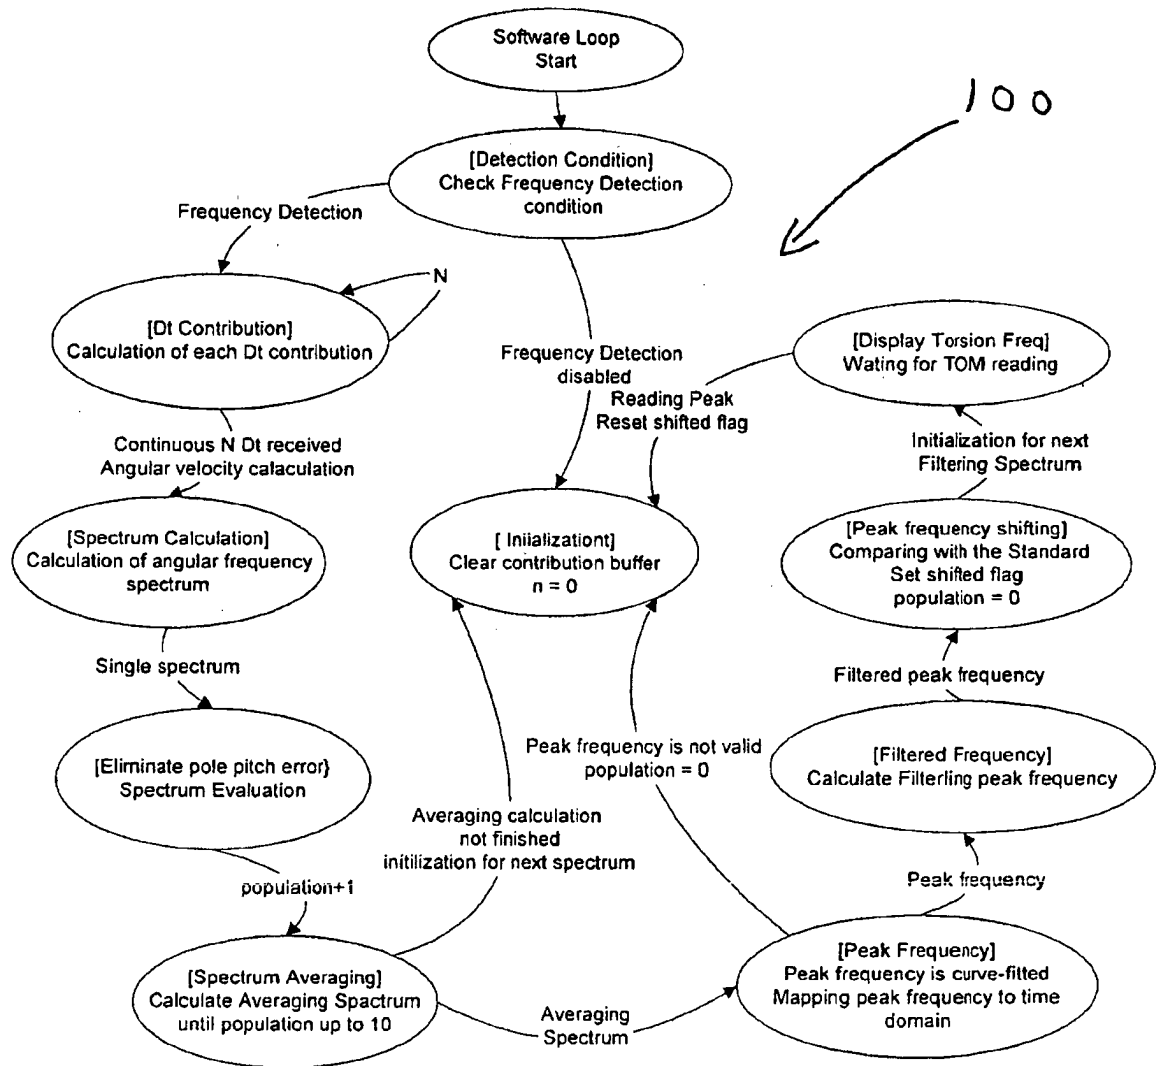 Software Loop
Start
100
[Detection Condition]
Check Frequency Detection
condition
Frequency Detection
N
[Dt Contribution]
Calculation of each Dt contribution
Frequency Detection
disabled
[Display Torsion Freq]
Wating for TOM reading
Reading Peak
Reset shifted flag
Continuous N Dt received
Angular velocity calaculation
Initialization for next
Filtering Spectrum
[Spectrum Calculation]
Calculation of angular frequency
spectrum
[ Iniializationt]
Clear contribution buffer
n = 0
[Peak frequency shifting]
Comparing with the Standard
Set shifted flag
population = 0
Single spectrum
Filtered peak frequency
[Eliminate pole pitch error}
Spectrum Evaluation
Peak frequency is not valid
population = 0
[Filtered Frequency]
Calculate Filterling peak frequency
Averaging calculation
not finished
initilization for next spectrum
population+1
Peak frequency
[Spectrum Averaging]
Calculate Averaging Spactrum
until population up to 10
Averaging
Spectrum
[Peak Frequency]
Peak frequency is curve-fitted
Mapping peak frequency to time
domain